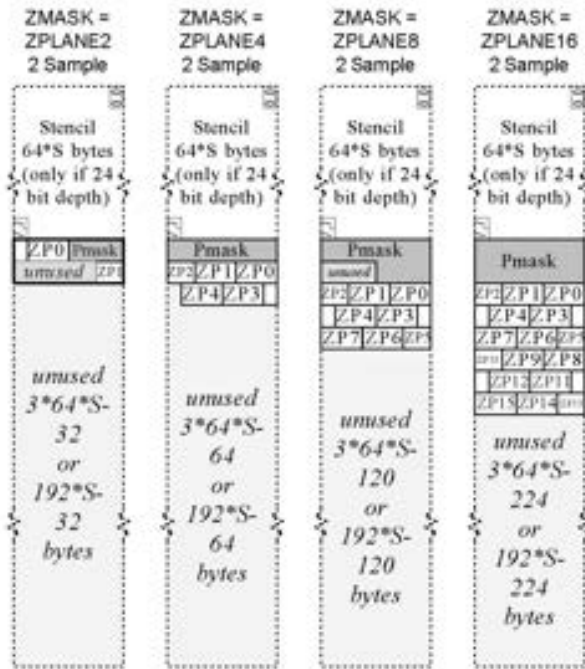 ZMASK =
ZPLANE2
2 Sample
Stencil
64*S bytes
(only if 24
bit depth)
ZP0 Pmask
unused ZP1
unused
3*64*S-
32
or
192*S-
32
bytes
ZMASK =
ZPLANE4
2 Sample
Stencil
64*S bytes
(only if 24
bit depth)
Pmask
ZP2 ZP1 ZP0
ZP4 ZP3
unused
3*64*S-
64
or
192*S-
64
bytes
ZMASK =
ZPLANE8
2 Sample
Stencil
64*S bytes
(only if 24
bit depth)
Pmask
unused
ZP2 ZP1 ZP0
ZP4 ZP3
ZP7 ZP6 ZP5
unused
3*64*S-
120
or
192*S-
120
bytes
ZMASK =
ZPLANE16
2 Sample
Stencil
64*S bytes
(only if 24
bit depth)
Pmask
ZP2 ZP1 ZP0
ZP4 ZP3
ZP7 ZP6 ZP5
ZP9 ZP8
ZP12 ZP11
ZP15 ZP14
unused
3*64*S-
224
or
192*S-
224
bytes